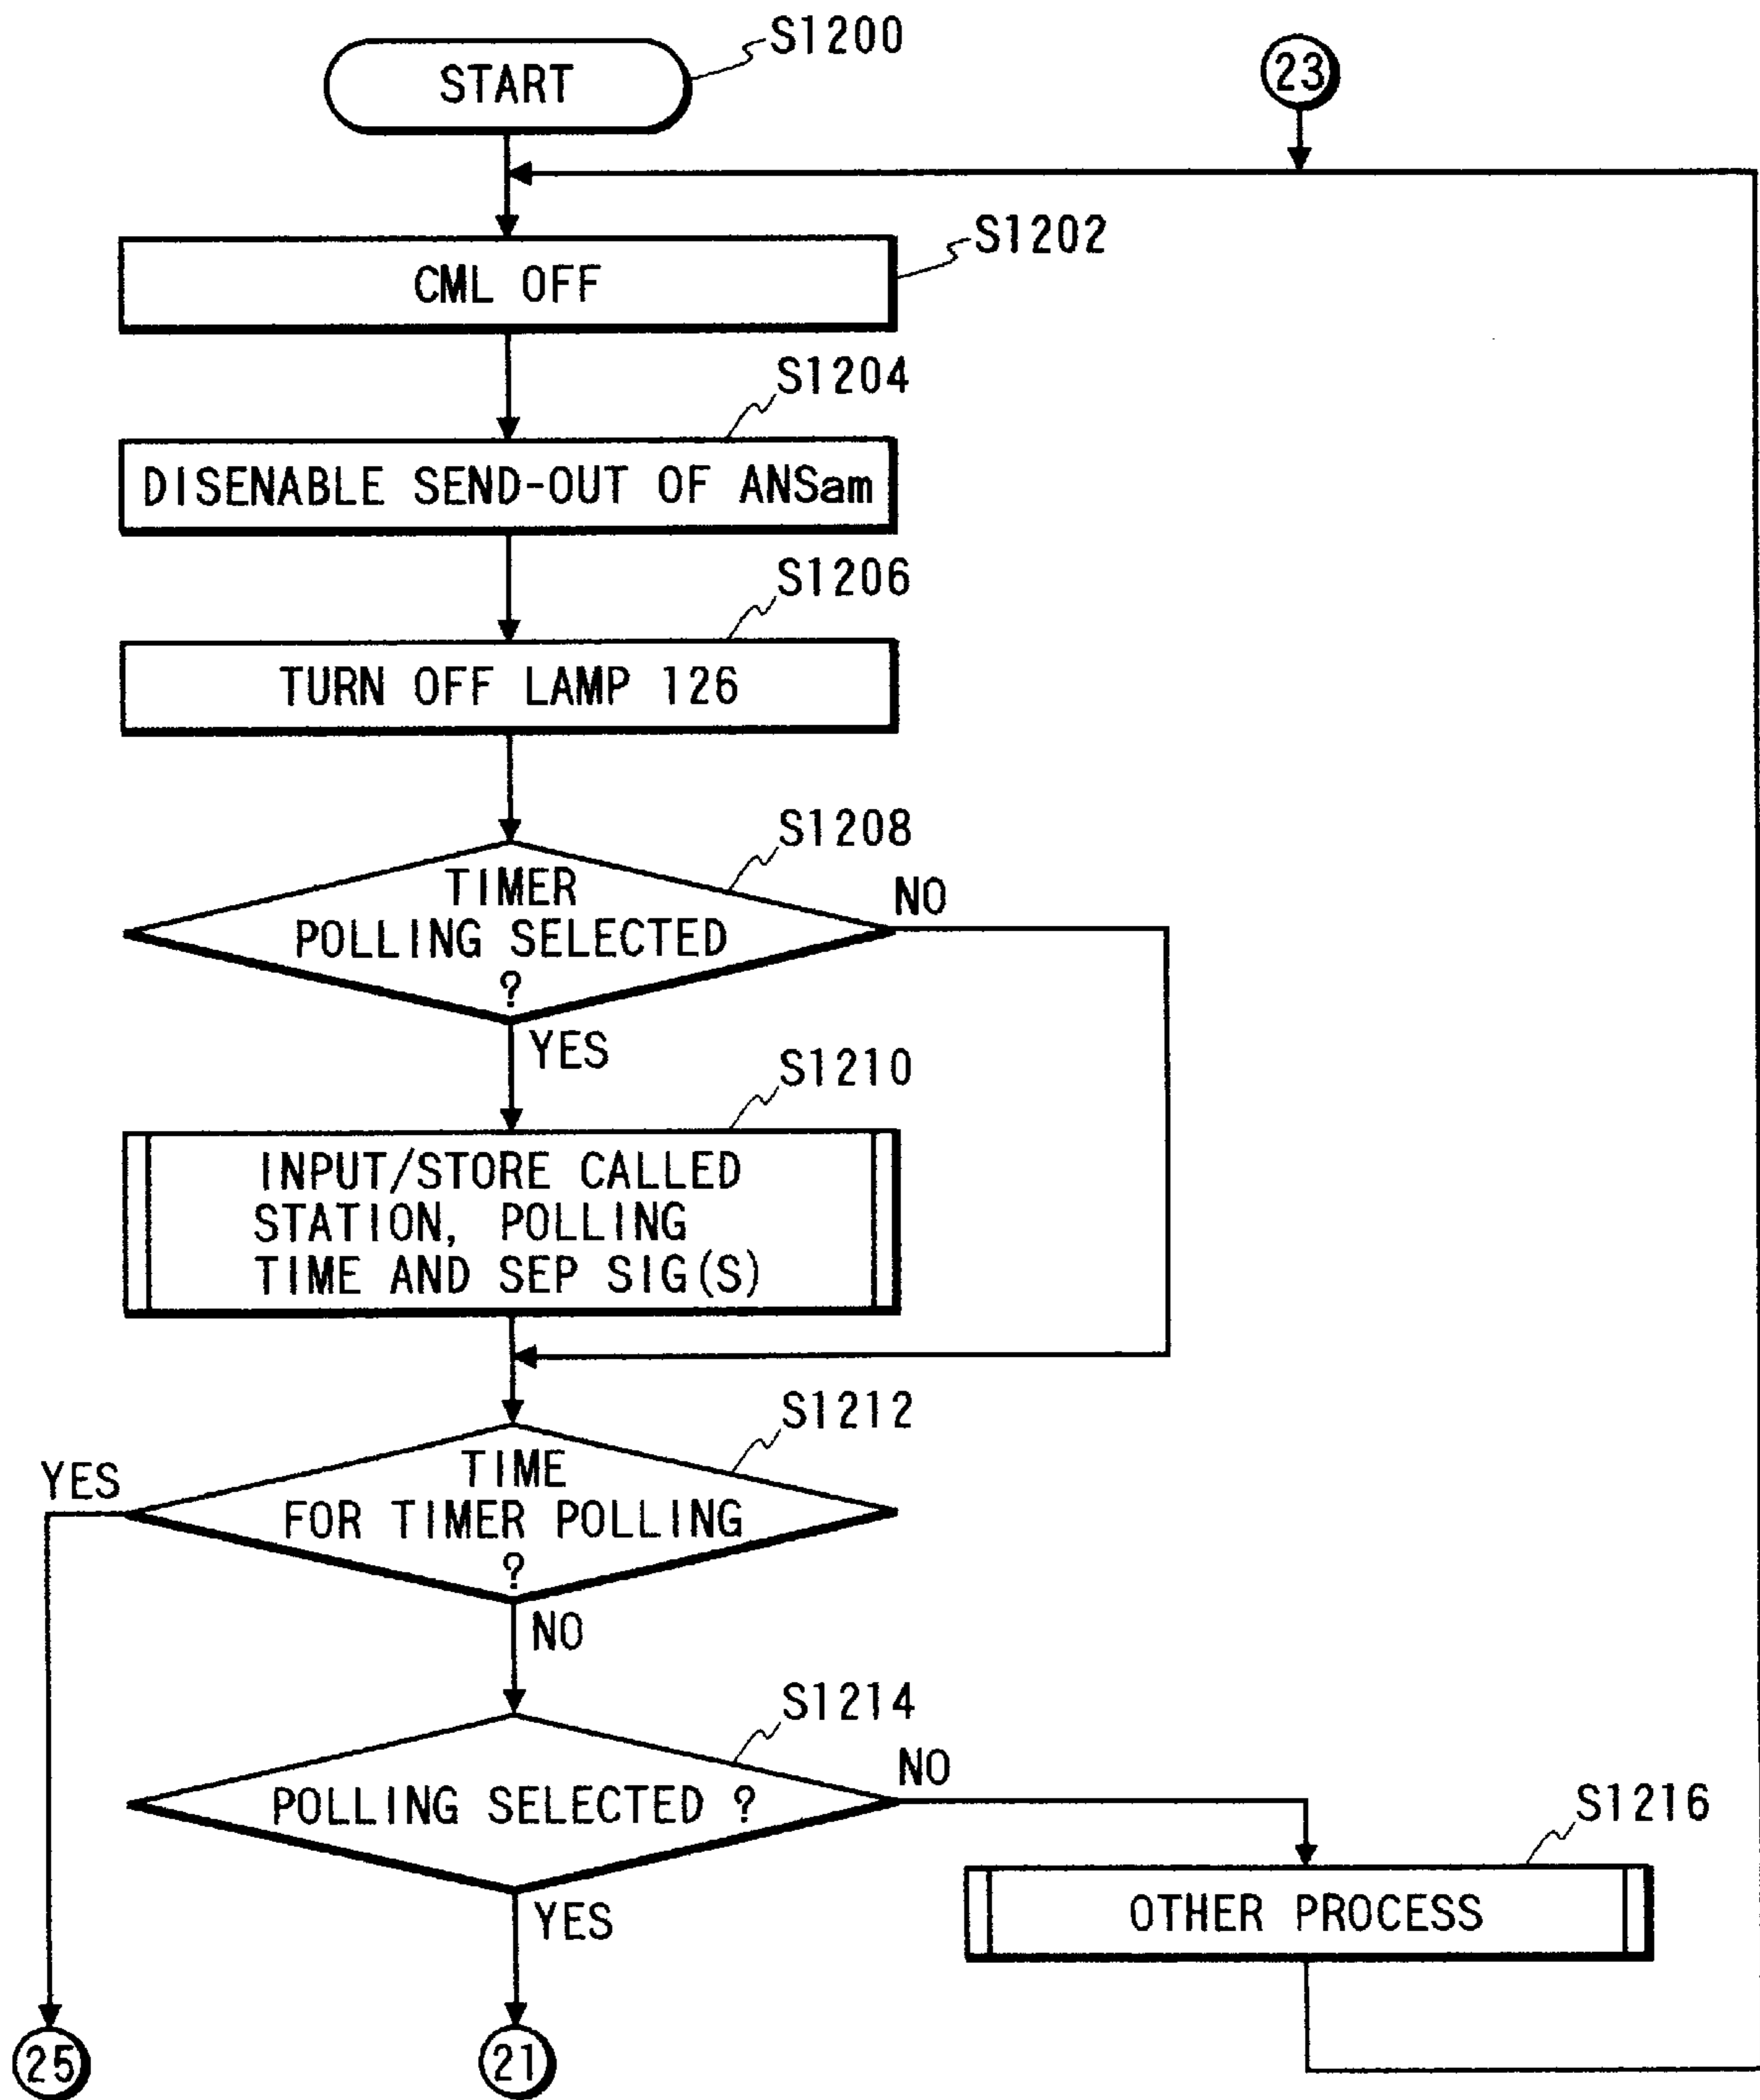 S1200
START
23
S1202
CML OFF
S1204
DISENABLE SEND-OUT OF ANSam
S1206
TURN OFF LAMP 126
S1208
TIMER
POLLING SELECTED
?
NO
YES
S1210
INPUT/STORE CALLED
STATION, POLLING
TIME AND SEP SIG(S)
S1212
YES
TIME
FOR TIMER POLLING
?
NO
S1214
NO
POLLING SELECTED ?
S1216
YES
OTHER PROCESS
25
21